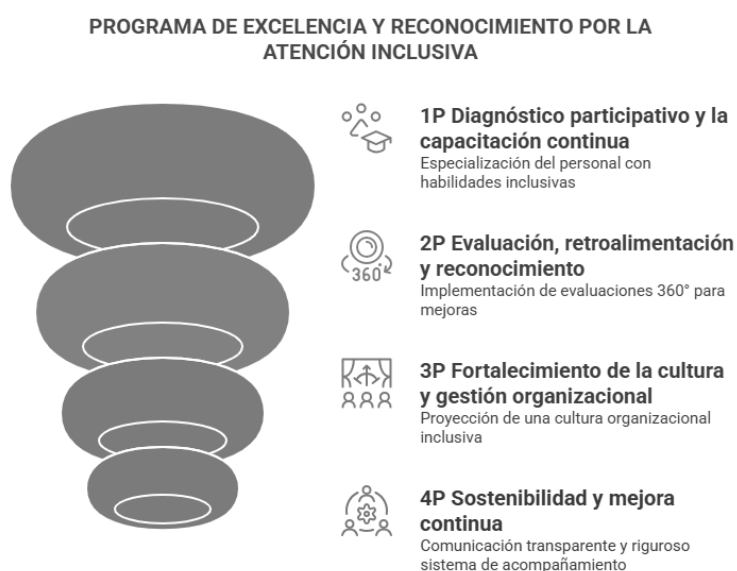 PROGRAMA DE EXCELENCIA Y RECONOCIMIENTO POR LA
ATENCIÓN INCLUSIVA
1P Diagnóstico participativo y la
capacitación continua
Especialización del personal con
habilidades inclusivas
360°
2P Evaluación, retroalimentación
y reconocimiento
Implementación de evaluaciones 360° para
mejoras
3P Fortalecimiento de la cultura
y gestión organizacional
Proyección de una cultura organizacional
inclusiva
4P Sostenibilidad y mejora
continua
Comunicación transparente y riguroso
sistema de acompañamiento